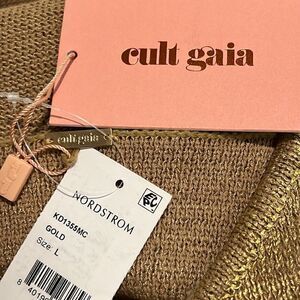 cult gaia
cult gaia
NORDSTROM
KD1355MC
GOLD
Size: L